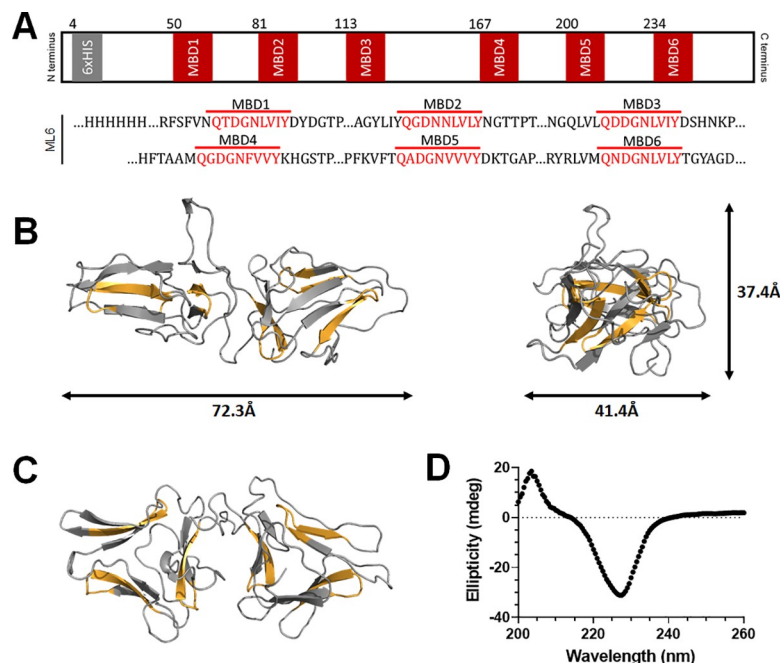 A
4 50 81 113 167 200 234
N terminus 6xHIS MBD1 MBD2 MBD3 MBD4 MBD5 MBD6 C terminus
MBD1 MBD2 MBD3
...HHHHHH...RFSFVNQTDGNLVIYDYDGTP...AGYLIYQGDNNLVLYNGTTPT...NGQLVLQDDGNLVIYDSHNKP...
ML6
MBD4 MBD5 MBD6
...HFTAAMQGDGNFVVYKHGSTP...PFKVFTQADGNVVVYDKTGAP...RYRLVMQNDGNLVLYTGYAGD...
B
37.4Å
72.3Å 41.4Å
C
D
Ellipticity (mdeg)
20
0
-20
-40
200 220 240 260
Wavelength (nm)